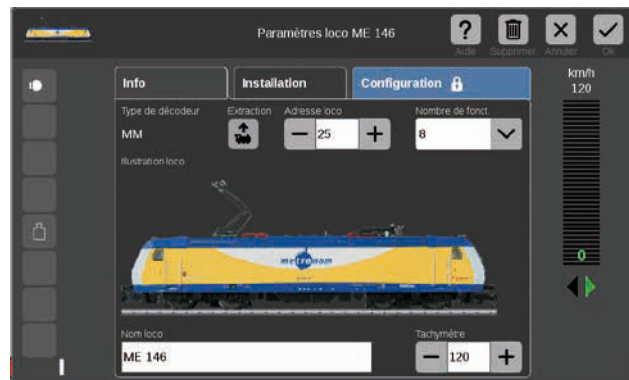 Paramètres loco ME 146
?
Aide Supprimer Annuler Ok
Info Installation Configuration
km/h
120
Type de décodeur Extraction Adresse loco Nombre de fonct.
MM 25 8
Illustration loco
metronom
0
Nom loco Tachymètre
ME 146 120